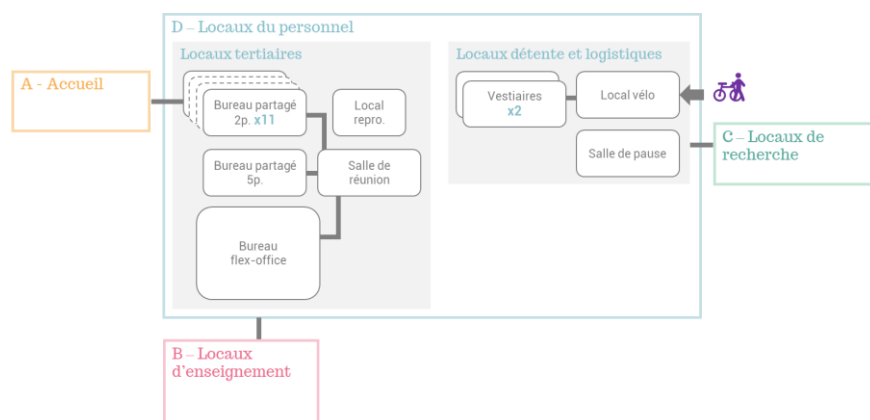 D – Locaux du personnel
Locaux tertiaires
Locaux détente et logistiques
A - Accueil
Bureau partagé
2p. x11
Local
repro.
Vestiaires
x2
Local vélo
C – Locaux de
recherche
Bureau partagé
5p.
Salle de
réunion
Salle de pause
Bureau
flex-office
B – Locaux
d'enseignement